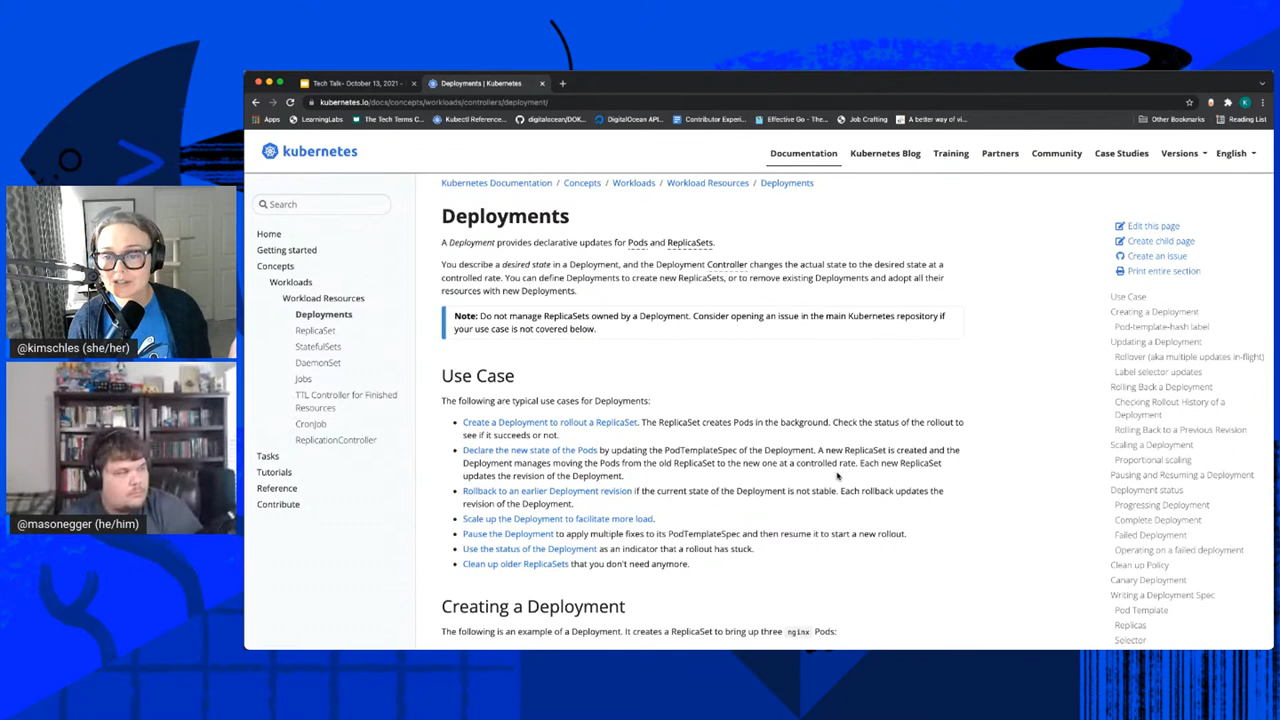 Tech Talk- October 13, 2021 -
Deployments | Kubernetes
kubernetes.io/docs/concepts/workloads/controllers/deployment/
Apps
LearningLabs
The Tech Terms C...
Kubectl Reference...
digitalocean/DOK...
DigitalOcean API...
Contributor Experi...
Effective Go - The...
Job Crafting
A better way of vi...
Other Bookmarks
Reading List
kubernetes
Documentation
Kubernetes Blog
Training
Partners
Community
Case Studies
Versions
English
Search
Home
Getting started
Concepts
Workloads
Workload Resources
Deployments
ReplicaSet
StatefulSets
DaemonSet
Jobs
TTL Controller for Finished
Resources
CronJob
ReplicationController
Tasks
Tutorials
Reference
Contribute
Kubernetes Documentation / Concepts / Workloads / Workload Resources / Deployments
Deployments
A Deployment provides declarative updates for Pods and ReplicaSets.
You describe a desired state in a Deployment, and the Deployment Controller changes the actual state to the desired state at a
controlled rate. You can define Deployments to create new ReplicaSets, or to remove existing Deployments and adopt all their
resources with new Deployments.
Note: Do not manage ReplicaSets owned by a Deployment. Consider opening an issue in the main Kubernetes repository if
your use case is not covered below.
Use Case
The following are typical use cases for Deployments:
Create a Deployment to rollout a ReplicaSet. The ReplicaSet creates Pods in the background. Check the status of the rollout to
see if it succeeds or not.
Declare the new state of the Pods by updating the PodTemplateSpec of the Deployment. A new ReplicaSet is created and the
Deployment manages moving the Pods from the old ReplicaSet to the new one at a controlled rate. Each new ReplicaSet
updates the revision of the Deployment.
Rollback to an earlier Deployment revision if the current state of the Deployment is not stable. Each rollback updates the
revision of the Deployment.
Scale up the Deployment to facilitate more load.
Pause the Deployment to apply multiple fixes to its PodTemplateSpec and then resume it to start a new rollout.
Use the status of the Deployment as an indicator that a rollout has stuck.
Clean up older ReplicaSets that you don't need anymore.
Creating a Deployment
The following is an example of a Deployment. It creates a ReplicaSet to bring up three nginx Pods:
Edit this page
Create child page
Create an issue
Print entire section
Use Case
Creating a Deployment
Pod-template-hash label
Updating a Deployment
Rollover (aka multiple updates in-flight)
Label selector updates
Rolling Back a Deployment
Checking Rollout History of a
Deployment
Rolling Back to a Previous Revision
Scaling a Deployment
Proportional scaling
Pausing and Resuming a Deployment
Deployment status
Progressing Deployment
Complete Deployment
Failed Deployment
Operating on a failed deployment
Clean up Policy
Canary Deployment
Writing a Deployment Spec
Pod Template
Replicas
Selector
@kimschles (she/her)
@masonegger (he/him)